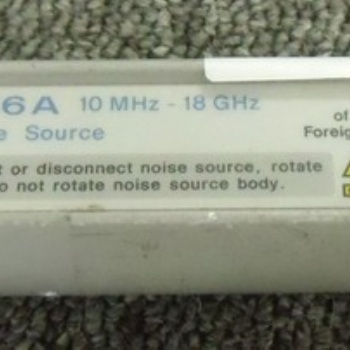 6A 10 MHz - 18 GHz
e Source
t or disconnect noise source, rotate
o not rotate noise source body.
of
Foreig